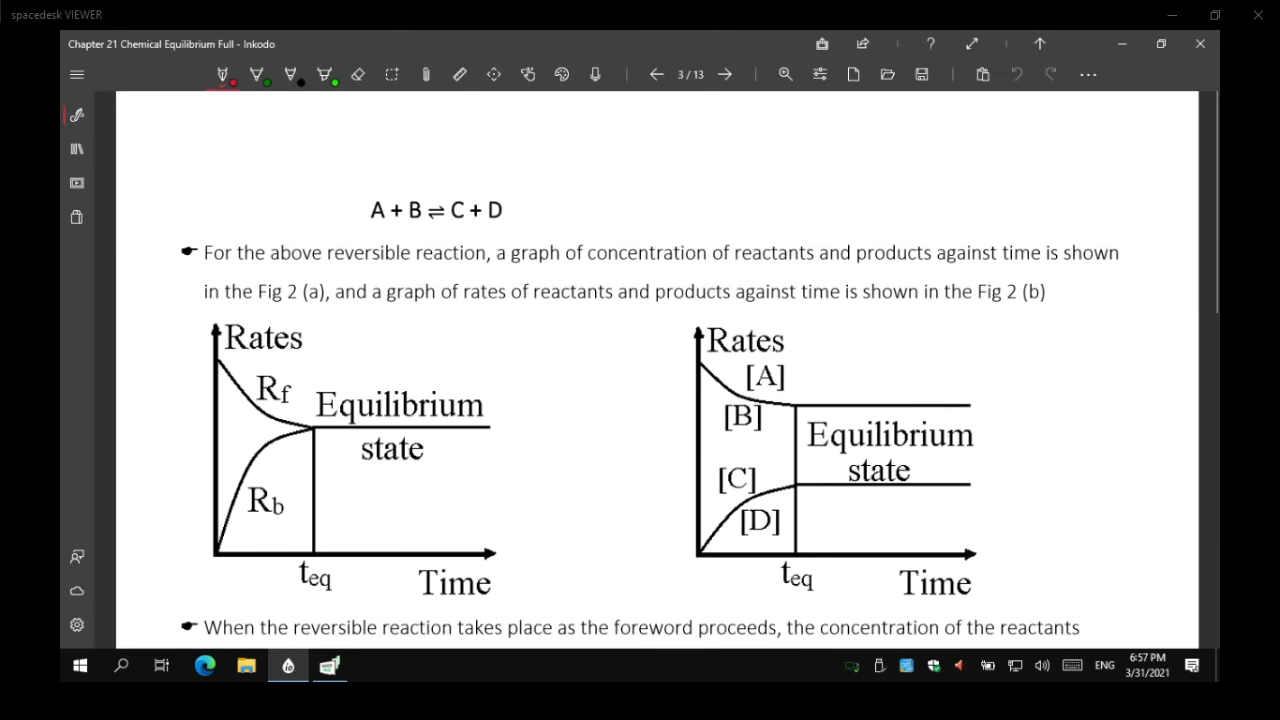 spacedesk VIEWER
Chapter 21 Chemical Equilibrium Full - Inkodo
3 / 13
A + B ⇌ C + D
For the above reversible reaction, a graph of concentration of reactants and products against time is shown
in the Fig 2 (a), and a graph of rates of reactants and products against time is shown in the Fig 2 (b)
Rates
Rf
Equilibrium
state
Rb
teq
Time
Rates
[A]
[B]
Equilibrium
state
[C]
[D]
teq
Time
When the reversible reaction takes place as the foreword proceeds, the concentration of the reactants
ENG
6:57 PM
3/31/2021